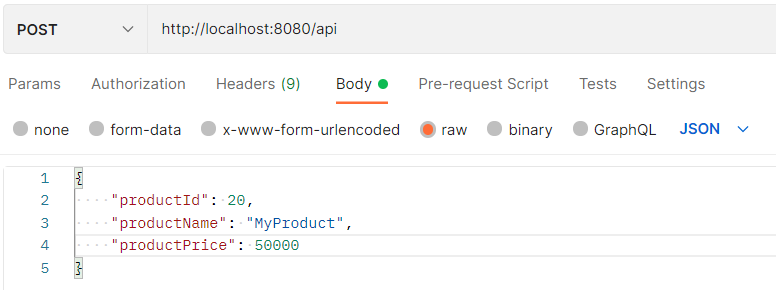 POST http://localhost:8080/api
Params Authorization Headers (9) Body Pre-request Script Tests Settings
none form-data x-www-form-urlencoded raw binary GraphQL JSON
1 {
2 "productId": 20,
3 "productName": "MyProduct",
4 "productPrice": 50000
5 }